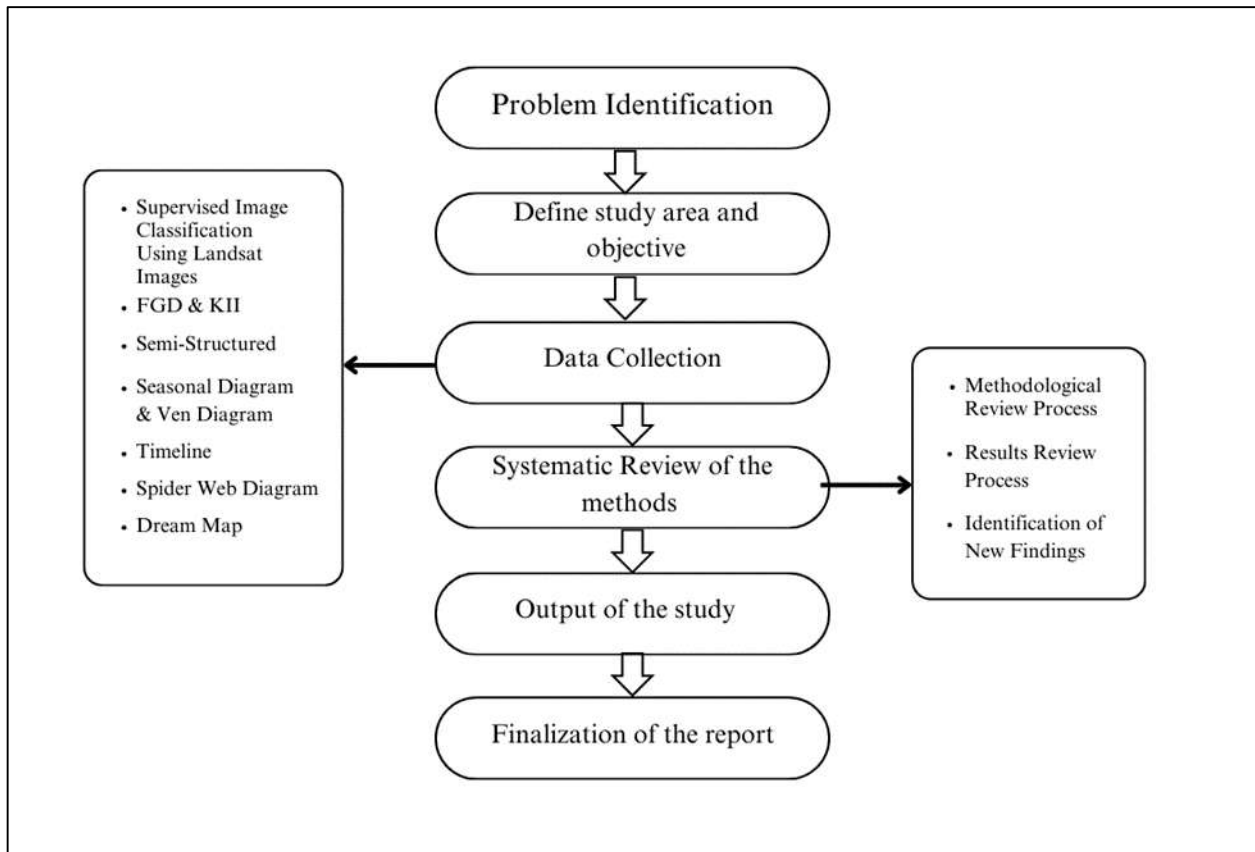 Problem Identification
Define study area and
objective
Data Collection
Systematic Review of the
methods
Output of the study
Finalization of the report
• Supervised Image
Classification
Using Landsat
Images
• FGD & KII
• Semi-Structured
• Seasonal Diagram
& Ven Diagram
• Timeline
• Spider Web Diagram
• Dream Map
• Methodological
Review Process
• Results Review
Process
• Identification of
New Findings